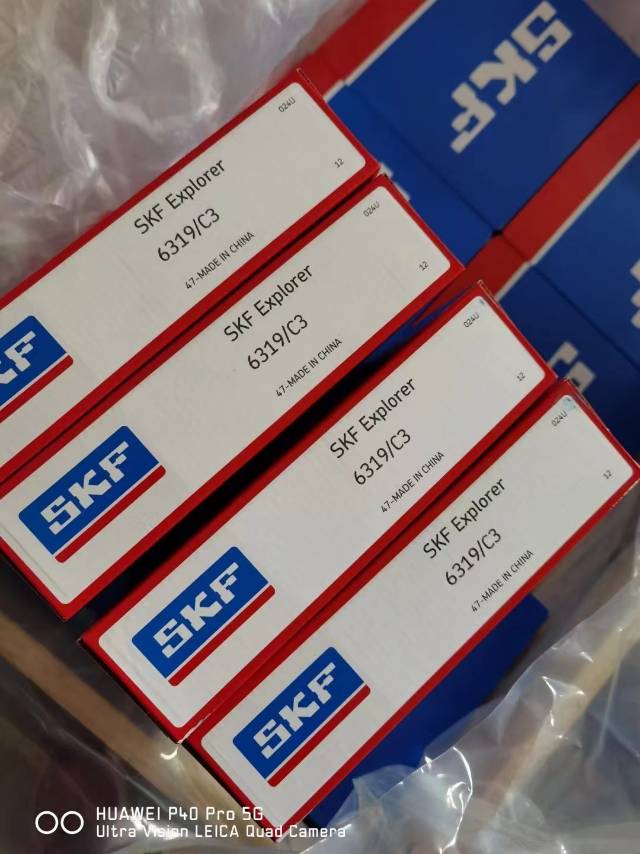 SKF
024U
12
SKF Explorer
6319/C3
47-MADE IN CHINA
SKF
024U
12
SKF Explorer
6319/C3
47-MADE IN CHINA
SKF
024U
12
SKF Explorer
6319/C3
47-MADE IN CHINA
SKF
024U
12
SKF Explorer
6319/C3
47-MADE IN CHINA
SKF
HUAWEI P40 Pro 5G
Ultra Vision LEICA Quad Camera